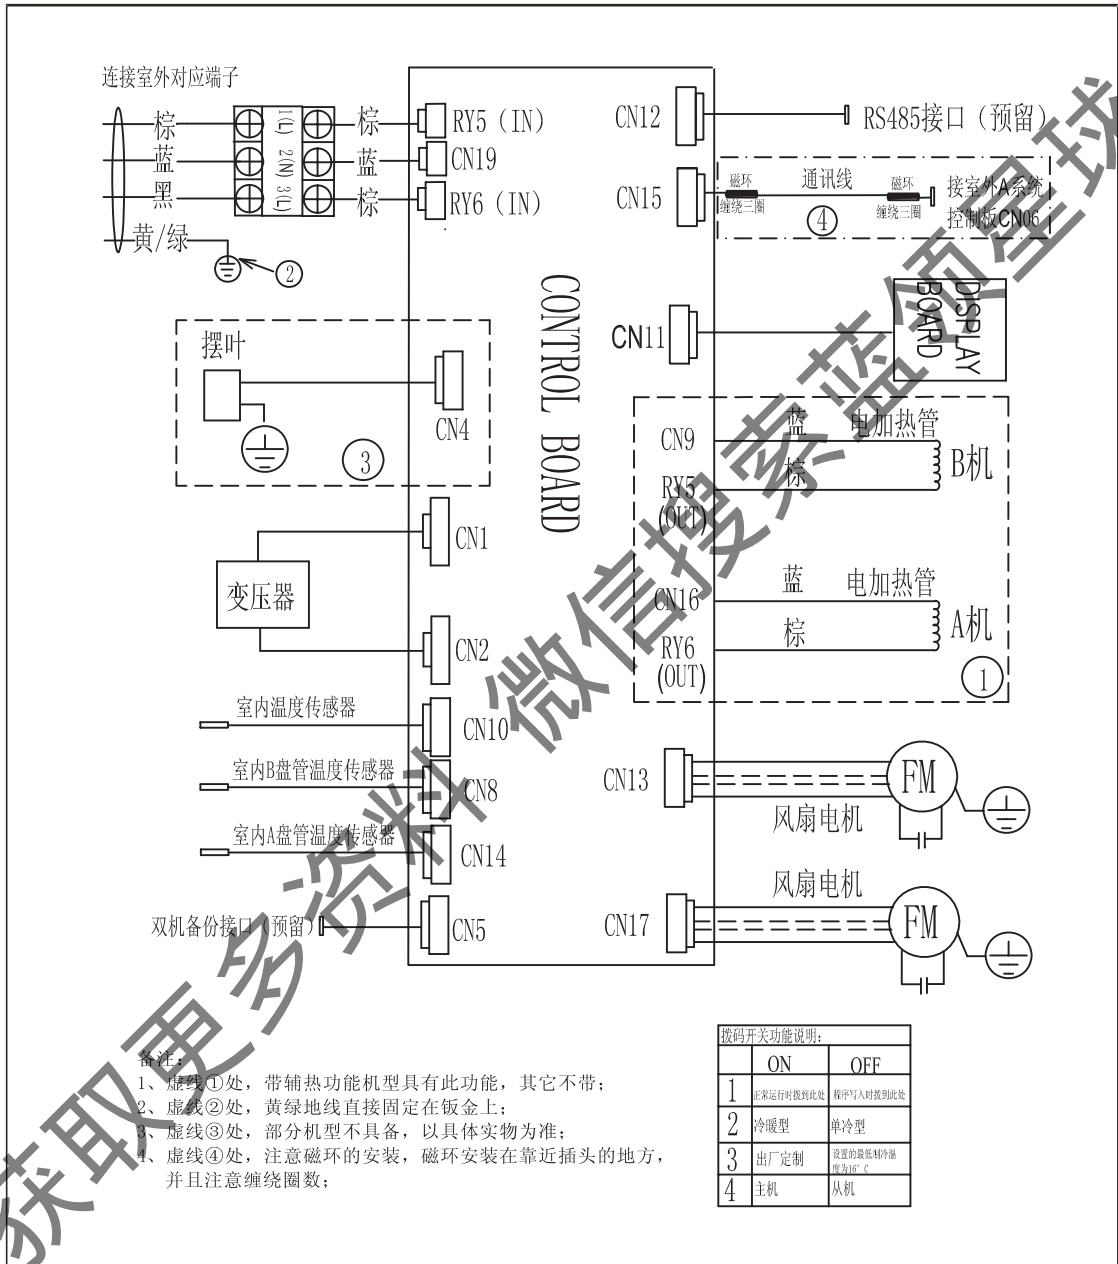 连接室外对应端子
棕
1(L)
棕
RY5（IN）
蓝
2(N)
蓝
CN19
黑
3(L)
棕
RY6（IN）
黄/绿
2
摆叶
CN4
3
CN1
变压器
CN2
室内温度传感器
CN10
室内B盘管温度传感器
CN8
室内A盘管温度传感器
CN14
双机备份接口（预留）
CN5
CONTROL BOARD
CN12
RS485接口（预留）
CN15
磁环
缠绕三圈
通讯线
4
磁环
缠绕三圈
接室外A系统
控制板CN06
CN11
DISPLAY
BOARD
CN9
蓝
电加热管
RY5
(OUT)
棕
B机
CN16
蓝
电加热管
RY6
(OUT)
棕
A机
1
CN13
FM
风扇电机
风扇电机
CN17
FM
备注:
1、虚线①处，带辅热功能机型具有此功能，其它不带；
2、虚线②处，黄绿地线直接固定在钣金上；
3、虚线③处，部分机型不具备，以具体实物为准；
4、虚线④处，注意磁环的安装，磁环安装在靠近插头的地方，
并且注意缠绕圈数；
拨码开关功能说明:
ON OFF
1 正常运行时拨到此处 程序写入时拨到此处
2 冷暖型 单冷型
3 出厂定制 设置的最低制冷温
度为16°C
4 主机 从机
获取更多资料 微信搜索蓝领星球